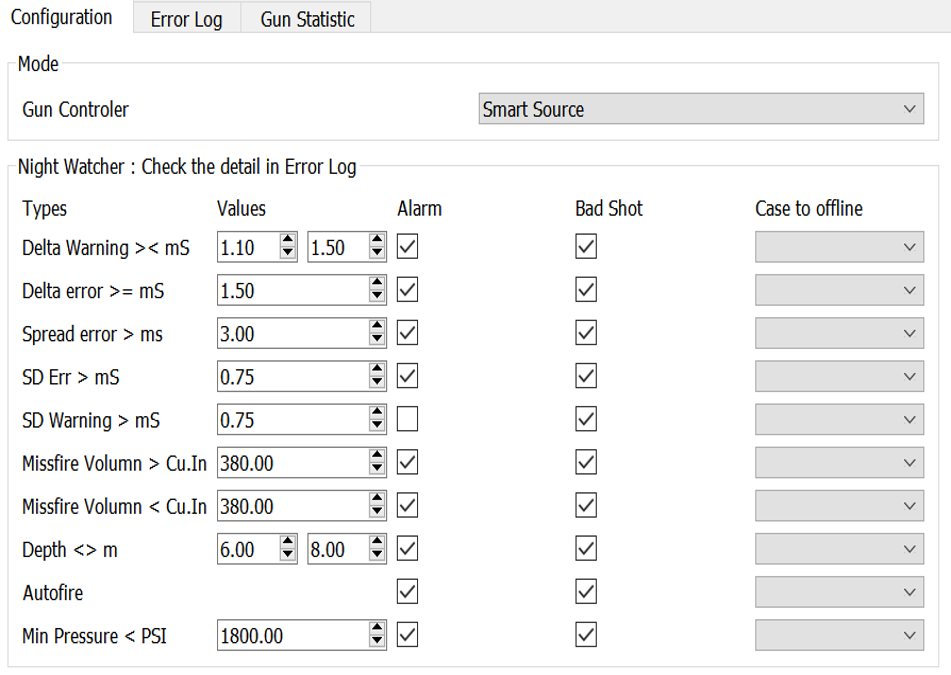 Configuration Error Log Gun Statistic
Mode
Gun Controler Smart Source
Night Watcher : Check the detail in Error Log
Types Values Alarm Bad Shot Case to offline
Delta Warning >< mS 1.10 1.50
Delta error >= mS 1.50
Spread error > ms 3.00
SD Err > mS 0.75
SD Warning > mS 0.75
Missfire Volumn > Cu.In 380.00
Missfire Volumn < Cu.In 380.00
Depth <> m 6.00 8.00
Autofire
Min Pressure < PSI 1800.00